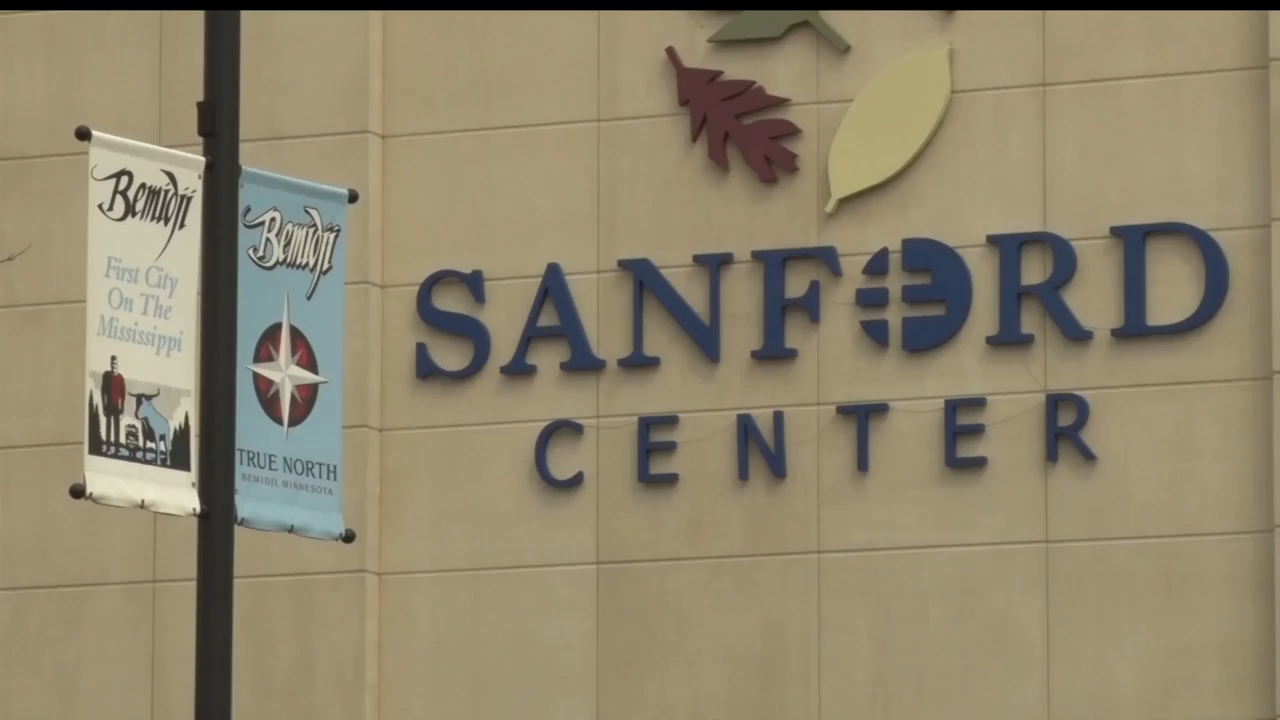 Bemidji
First City
On The
Mississippi
Bemidji
TRUE NORTH
BEMIDJI, MINNESOTA
SANFORD
CENTER